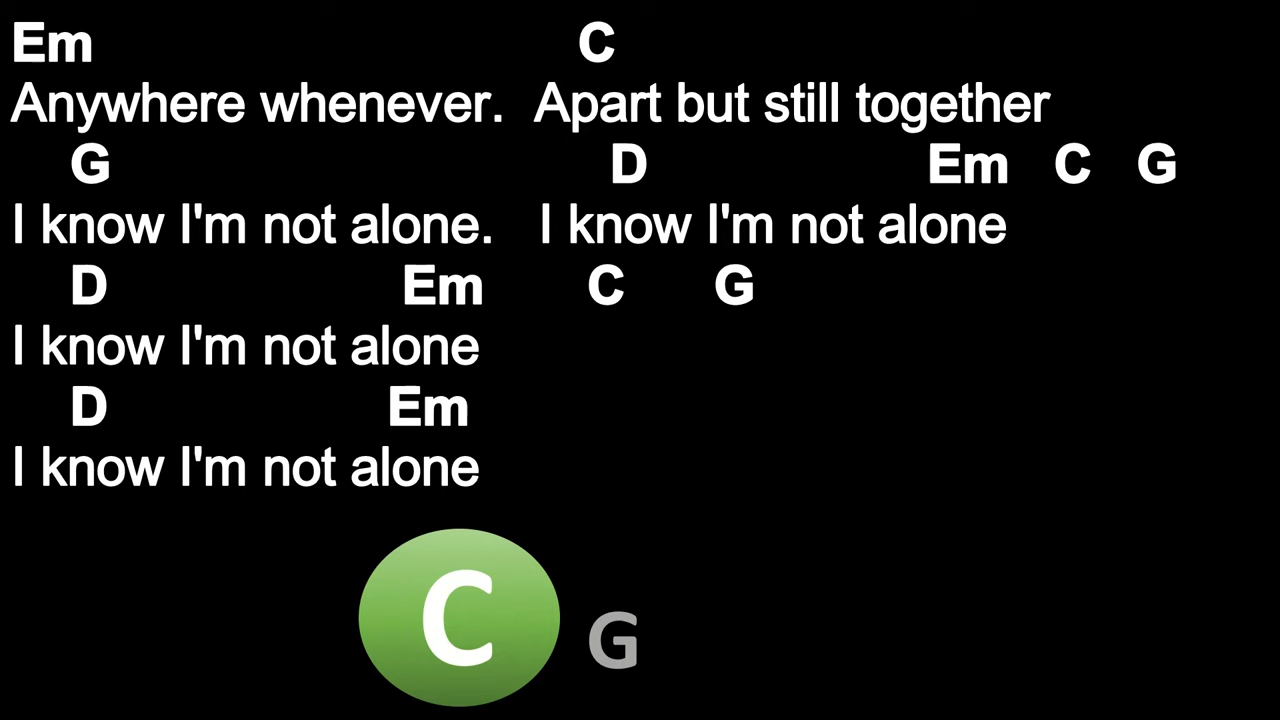 Em C
Anywhere whenever. Apart but still together
G D Em C G
I know I'm not alone. I know I'm not alone
D Em C G
I know I'm not alone
D Em
I know I'm not alone
C G